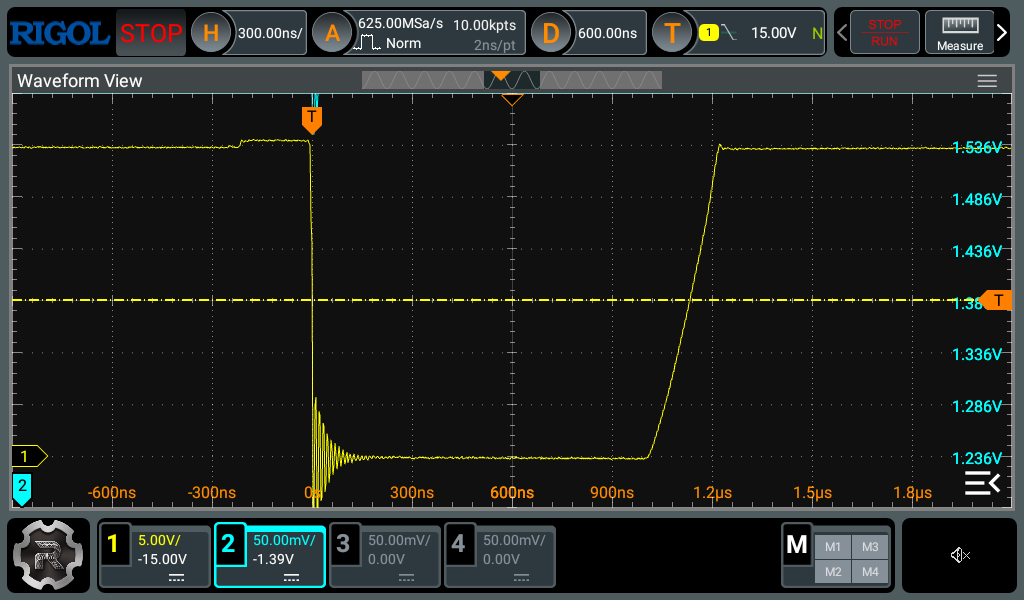 RIGOL STOP H 300.00ns/ A 625.00MSa/s 10.00kpts D 600.00ns T 1 15.00V N STOP
Norm 2ns/pt RUN Measure
Waveform View
T
1.536V
1.486V
1.436V
T
1.336V
1.286V
1 1.236V
2 -600ns -300ns 300ns 600ns 900ns 1.2µs 1.5µs 1.8µs
1 5.00V/ 2 50.00mV/ 3 50.00mV/ 4 50.00mV/ M M1 M3
-15.00V -1.39V 0.00V 0.00V M2 M4
R